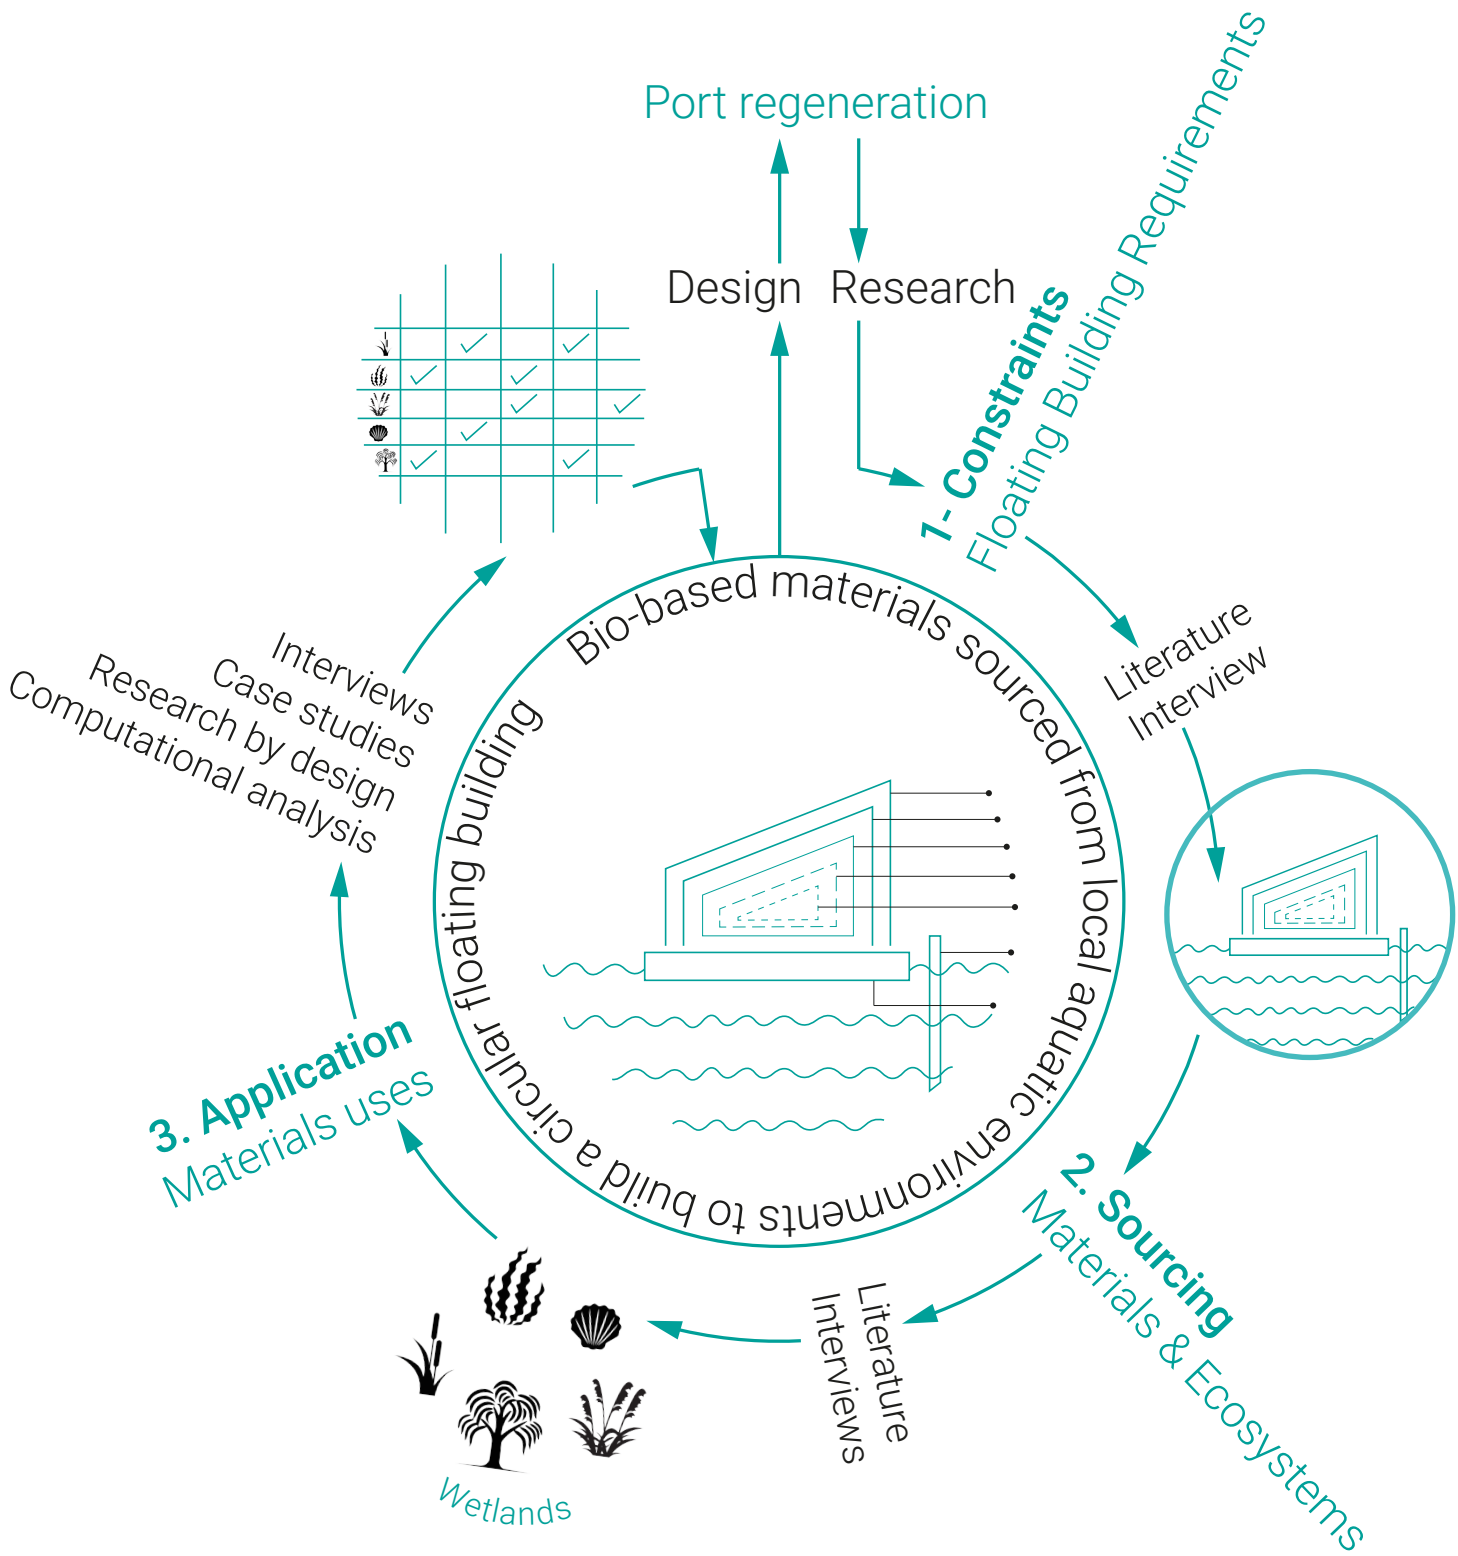 Port regeneration
Design
Research
1- Constraints
Floating Building Requirements
Literature
Interview
2. Sourcing
Materials & Ecosystems
Literature
Interviews
Wetlands
3. Application
Materials uses
Interviews
Case studies
Research by design
Computational analysis
Bio-based materials sourced from local aquatic environments to build a circular floating building